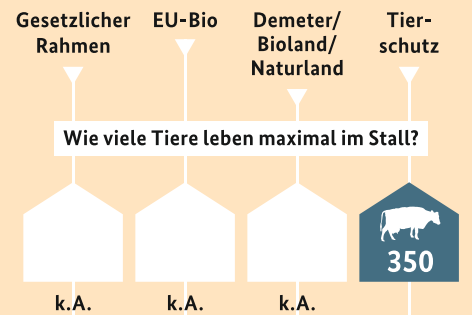 Gesetzlicher
Rahmen
EU-Bio
Demeter/
Bioland/
Naturland
Tier-
schutz
Wie viele Tiere leben maximal im Stall?
350
k.A.
k.A.
k.A.